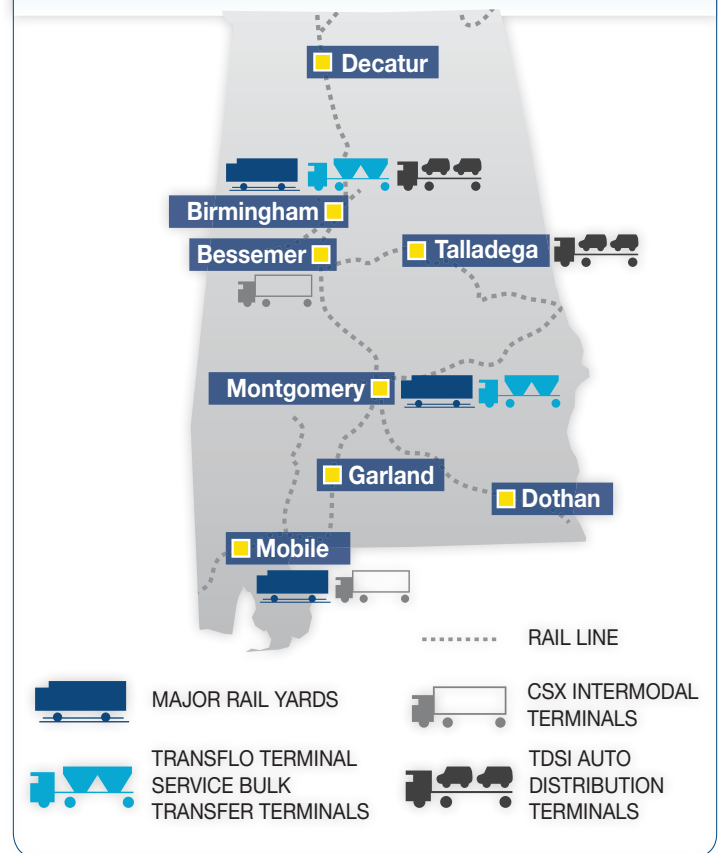 Decatur
Birmingham
Bessemer
Talladega
Montgomery
Garland
Dothan
Mobile
RAIL LINE
MAJOR RAIL YARDS
CSX INTERMODAL
TERMINALS
TRANSFLO TERMINAL
SERVICE BULK
TRANSFER TERMINALS
TDSI AUTO
DISTRIBUTION
TERMINALS